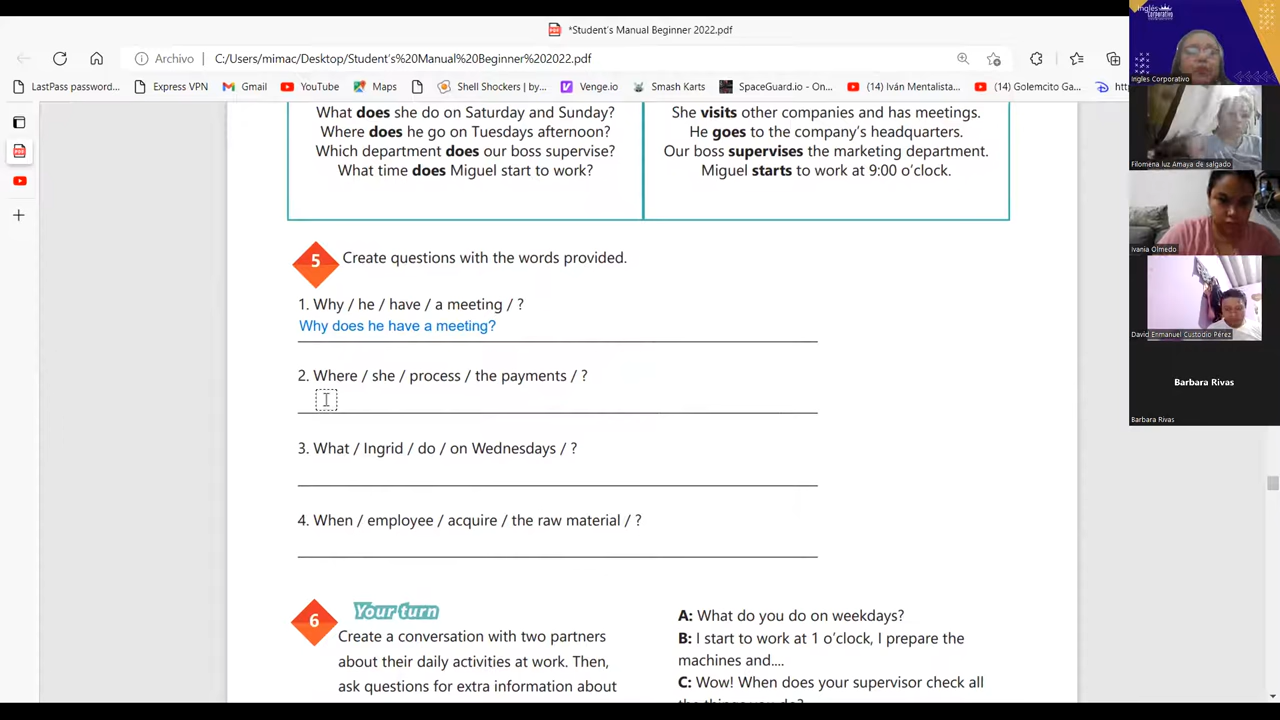 *Student's Manual Beginner 2022.pdf
Archivo
C:/Users/mimac/Desktop/Student's%20Manual%20Beginner%202022.pdf
LastPass password...
Express VPN
Gmail
YouTube
Maps
Shell Shockers | by...
Venge.io
Smash Karts
SpaceGuard.io - On...
(14) Iván Mentalista...
(14) Golemcito Ga...
What does she do on Saturday and Sunday?
Where does he go on Tuesdays afternoon?
Which department does our boss supervise?
What time does Miguel start to work?
She visits other companies and has meetings.
He goes to the company's headquarters.
Our boss supervises the marketing department.
Miguel starts to work at 9:00 o'clock.
5 Create questions with the words provided.
1. Why / he / have / a meeting / ?
Why does he have a meeting?
2. Where / she / process / the payments / ?
3. What / Ingrid / do / on Wednesdays / ?
4. When / employee / acquire / the raw material / ?
6 Your turn
Create a conversation with two partners
about their daily activities at work. Then,
ask questions for extra information about
A: What do you do on weekdays?
B: I start to work at 1 o'clock, I prepare the
machines and....
C: Wow! When does your supervisor check all
the things you do?
Inglés
Corporativo
Ingles Corporativo
Filomena luz Amaya de salgado
Ivania Olmedo
David Enmanuel Custodio Pérez
Barbara Rivas
Barbara Rivas